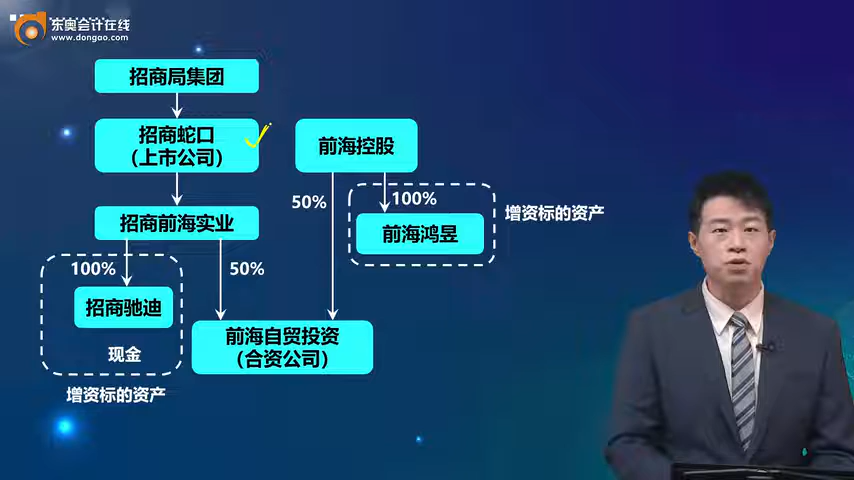 东奥会计在线
www.dongao.com
招商局集团
招商蛇口
(上市公司)
前海控股
50%
100%
增资标的资产
招商前海实业
前海鸿昱
100%
50%
招商驰迪
前海自贸投资
(合资公司)
现金
增资标的资产